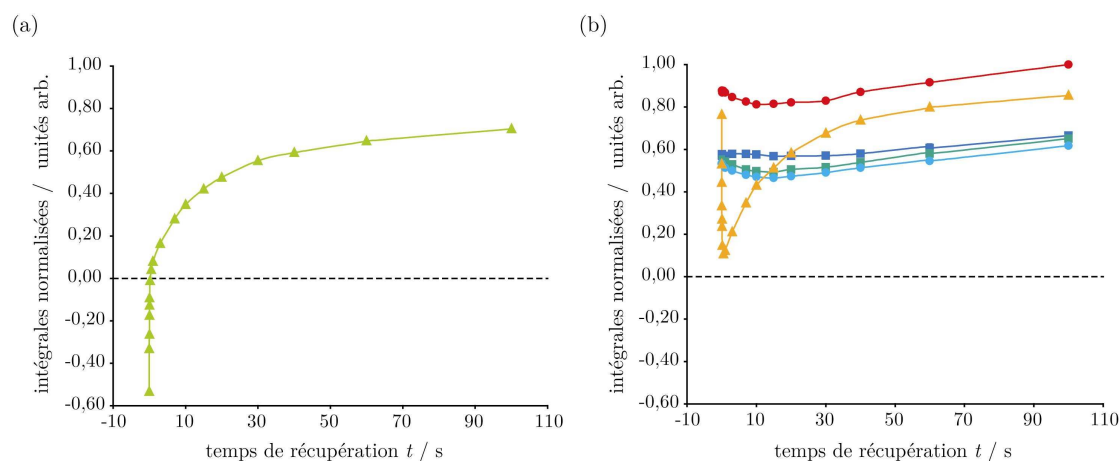 (a)
intégrales normalisées / unités arb.
1,00
0,80
0,60
0,40
0,20
0,00
-0,20
-0,40
-0,60
-10 10 30 50 70 90 110
temps de récupération t / s
(b)
intégrales normalisées / unités arb.
1,00
0,80
0,60
0,40
0,20
0,00
-0,20
-0,40
-0,60
-10 10 30 50 70 90 110
temps de récupération t / s